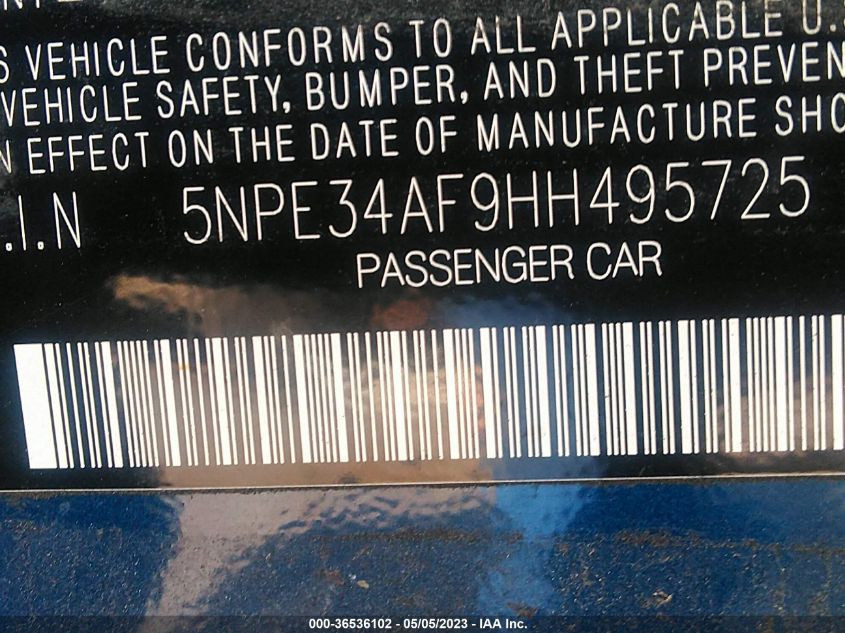 S VEHICLE CONFORMS TO ALL APPLICABLE U.S
VEHICLE SAFETY, BUMPER, AND THEFT PREVEN
N EFFECT ON THE DATE OF MANUFACTURE SHO
.I.N 5NPE34AF9HH495725
PASSENGER CAR
000-36536102 — 05/05/2023 — IAA Inc.